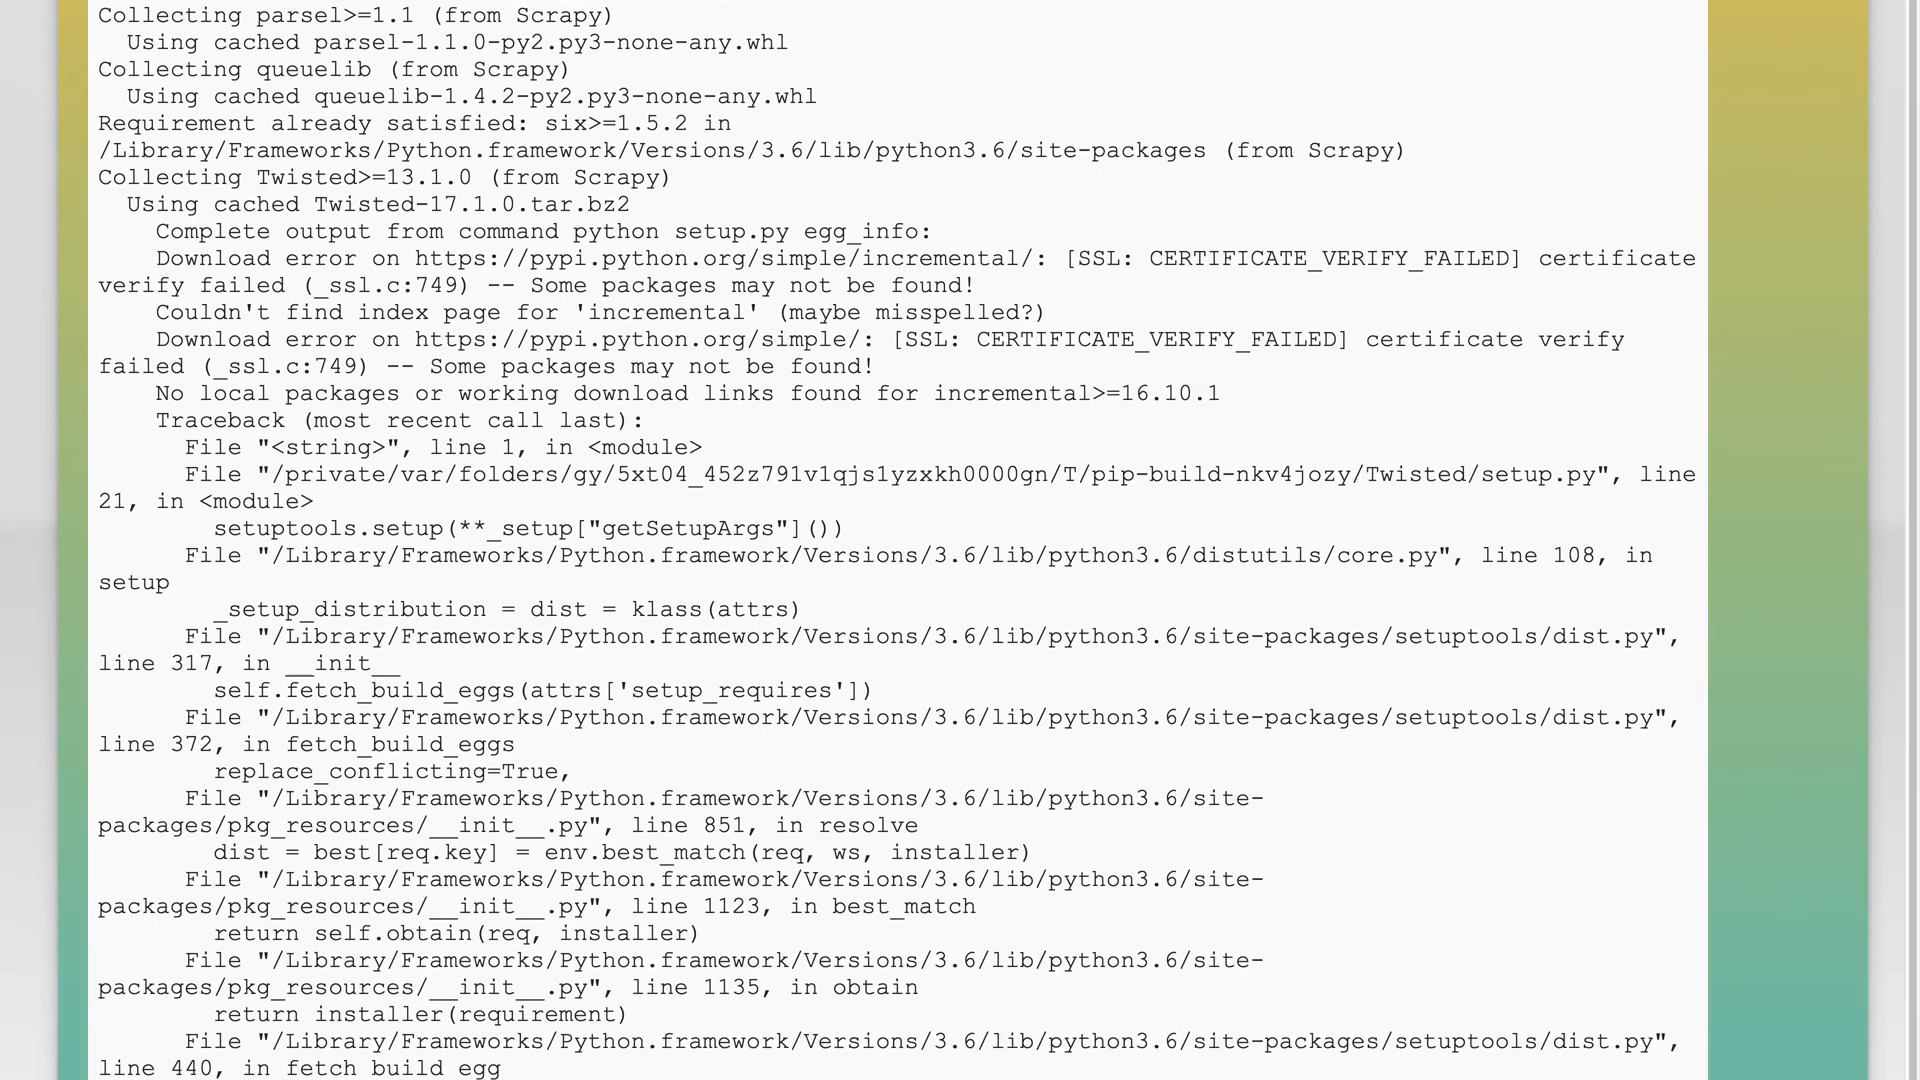 Collecting parsel>=1.1 (from Scrapy)
Using cached parsel-1.1.0-py2.py3-none-any.whl
Collecting queuelib (from Scrapy)
Using cached queuelib-1.4.2-py2.py3-none-any.whl
Requirement already satisfied: six>=1.5.2 in
/Library/Frameworks/Python.framework/Versions/3.6/lib/python3.6/site-packages (from Scrapy)
Collecting Twisted>=13.1.0 (from Scrapy)
Using cached Twisted-17.1.0.tar.bz2
Complete output from command python setup.py egg_info:
Download error on https://pypi.python.org/simple/incremental/: [SSL: CERTIFICATE_VERIFY_FAILED] certificate
verify failed (_ssl.c:749) -- Some packages may not be found!
Couldn't find index page for 'incremental' (maybe misspelled?)
Download error on https://pypi.python.org/simple/: [SSL: CERTIFICATE_VERIFY_FAILED] certificate verify
failed (_ssl.c:749) -- Some packages may not be found!
No local packages or working download links found for incremental>=16.10.1
Traceback (most recent call last):
File "<string>", line 1, in <module>
File "/private/var/folders/gy/5xt04_452z791v1qjs1yzxkh0000gn/T/pip-build-nkv4jozy/Twisted/setup.py", line
21, in <module>
setuptools.setup(**_setup["getSetupArgs"]())
File "/Library/Frameworks/Python.framework/Versions/3.6/lib/python3.6/distutils/core.py", line 108, in
setup
_setup_distribution = dist = klass(attrs)
File "/Library/Frameworks/Python.framework/Versions/3.6/lib/python3.6/site-packages/setuptools/dist.py",
line 317, in __init__
self.fetch_build_eggs(attrs['setup_requires'])
File "/Library/Frameworks/Python.framework/Versions/3.6/lib/python3.6/site-packages/setuptools/dist.py",
line 372, in fetch_build_eggs
replace_conflicting=True,
File "/Library/Frameworks/Python.framework/Versions/3.6/lib/python3.6/site-
packages/pkg_resources/__init__.py", line 851, in resolve
dist = best[req.key] = env.best_match(req, ws, installer)
File "/Library/Frameworks/Python.framework/Versions/3.6/lib/python3.6/site-
packages/pkg_resources/__init__.py", line 1123, in best_match
return self.obtain(req, installer)
File "/Library/Frameworks/Python.framework/Versions/3.6/lib/python3.6/site-
packages/pkg_resources/__init__.py", line 1135, in obtain
return installer(requirement)
File "/Library/Frameworks/Python.framework/Versions/3.6/lib/python3.6/site-packages/setuptools/dist.py",
line 440, in fetch_build_egg